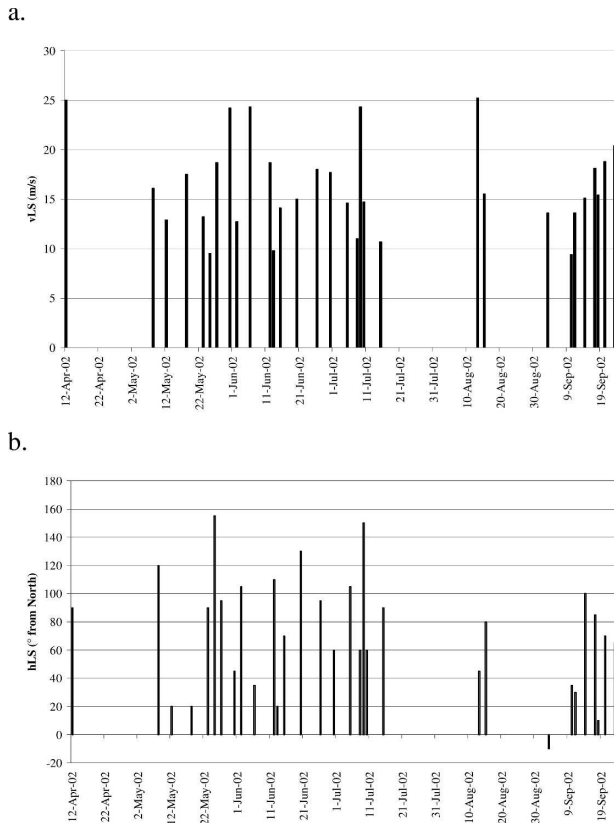 a.
30
25
20
15
10
5
0
vLS (m/s)
12-Apr-02
22-Apr-02
2-May-02
12-May-02
22-May-02
1-Jun-02
11-Jun-02
21-Jun-02
1-Jul-02
11-Jul-02
21-Jul-02
31-Jul-02
10-Aug-02
20-Aug-02
30-Aug-02
9-Sep-02
19-Sep-02
b.
180
160
140
120
100
80
60
40
20
0
-20
hLS (° from North)
12-Apr-02
22-Apr-02
2-May-02
12-May-02
22-May-02
1-Jun-02
11-Jun-02
21-Jun-02
1-Jul-02
11-Jul-02
21-Jul-02
31-Jul-02
10-Aug-02
20-Aug-02
30-Aug-02
9-Sep-02
19-Sep-02